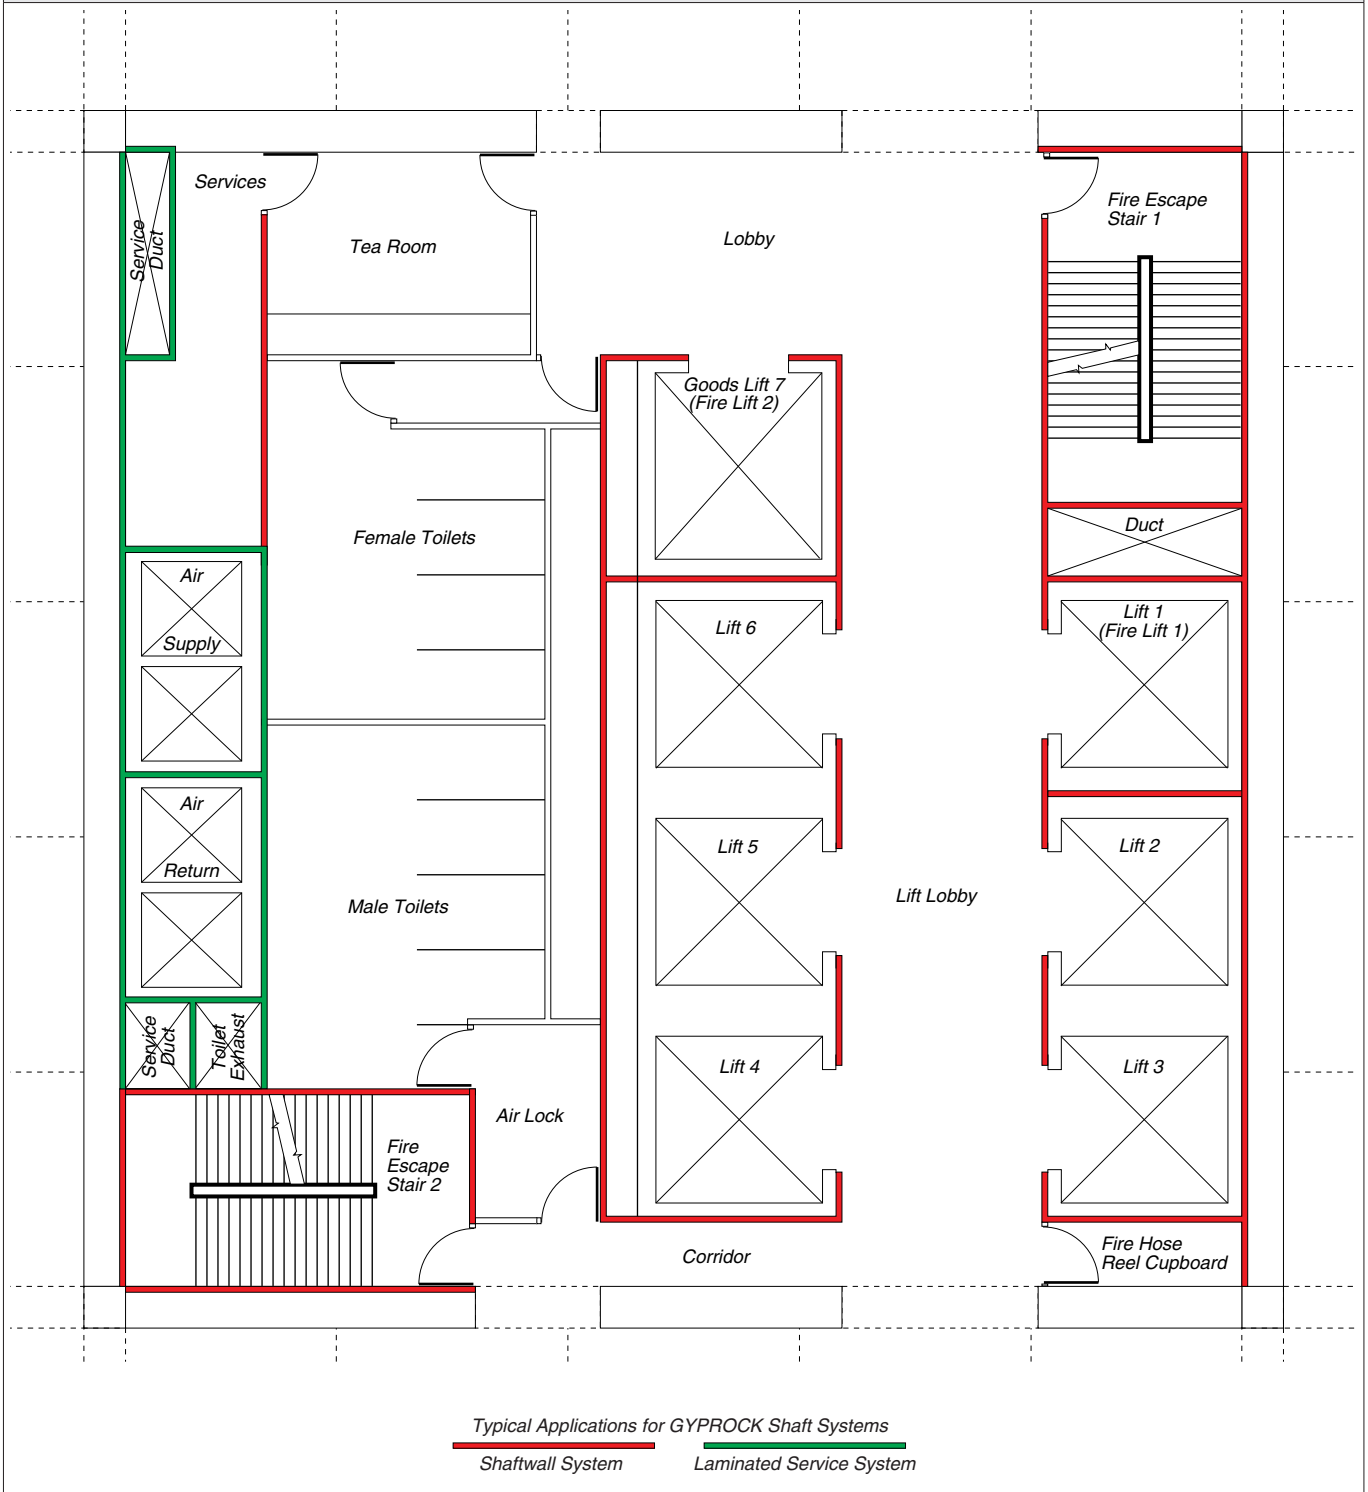 Services
Service
Duct
Tea Room
Lobby
Fire Escape
Stair 1
Goods Lift 7
(Fire Lift 2)
Female Toilets
Duct
Air
Supply
Lift 6
Lift 1
(Fire Lift 1)
Air
Return
Lift 5
Lift 2
Male Toilets
Lift Lobby
Service
Duct
Toilet
Exhaust
Lift 4
Lift 3
Air Lock
Fire
Escape
Stair 2
Corridor
Fire Hose
Reel Cupboard
Typical Applications for GYPROCK Shaft Systems
Shaftwall System
Laminated Service System